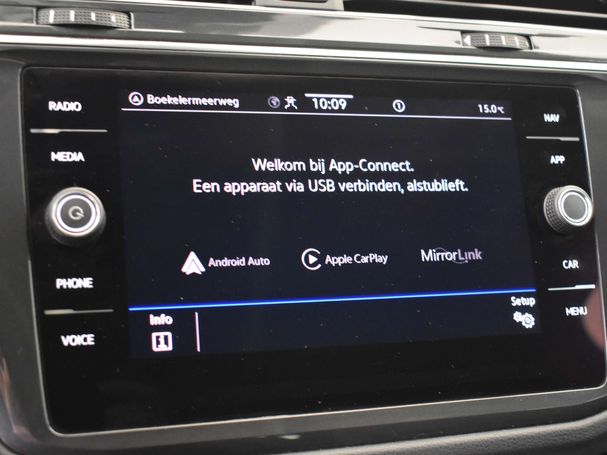 RADIO
MEDIA
PHONE
VOICE
Boekelermeerweg 10:09 1 15.0°C
Welkom bij App-Connect.
Een apparaat via USB verbinden, alstublieft.
Android Auto Apple CarPlay MirrorLink
Info Setup
NAV
APP
CAR
MENU